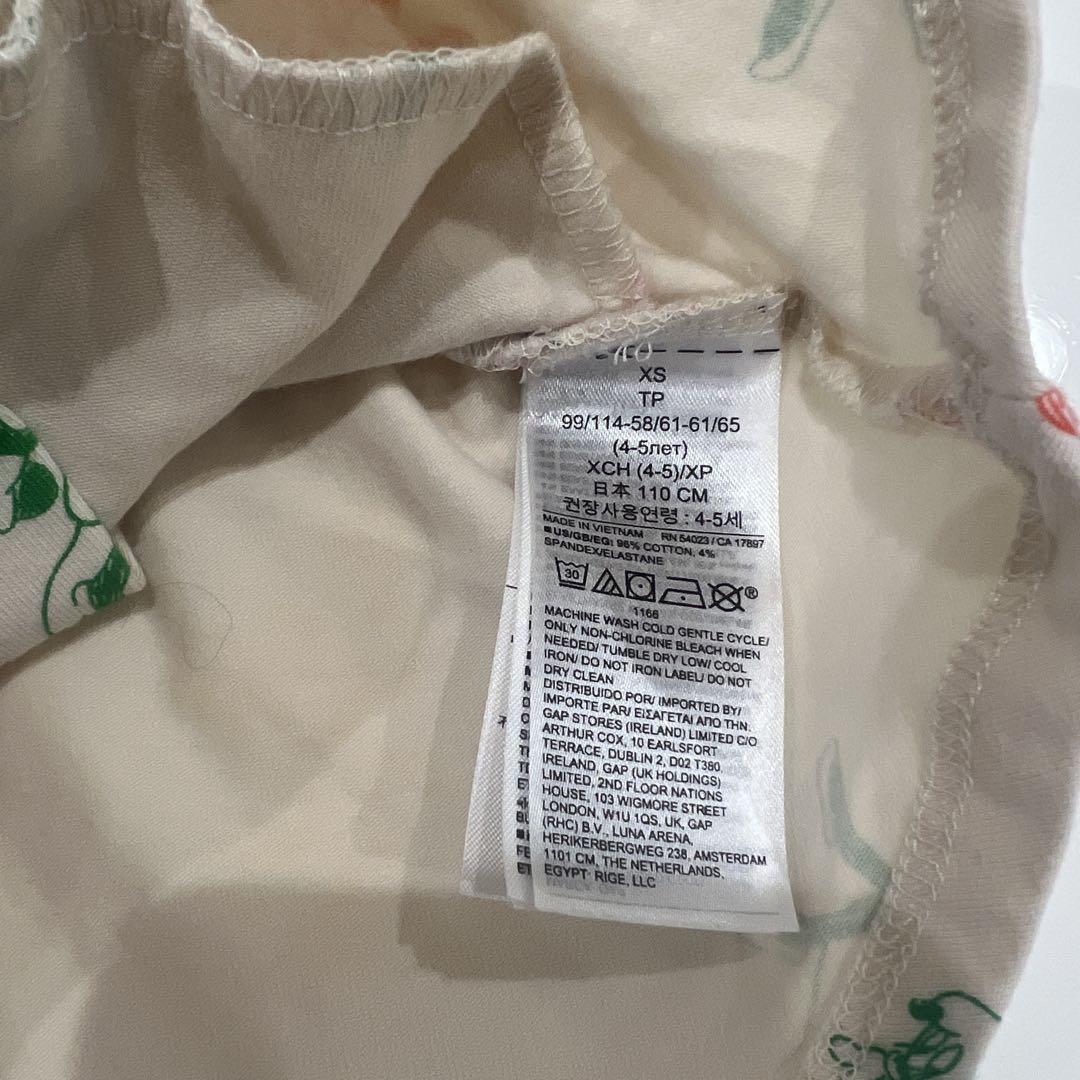 XS
TP
99/114-58/61-61/65
(4-5лет)
XCH (4-5)/XP
日本 110 CM
권장사용연령 : 4-5세
MADE IN VIETNAM RN 54023 / CA 17897
■US/GB/EG: 96% COTTON, 4%
SPANDEX/ELASTANE
30
®
1166
MACHINE WASH COLD GENTLE CYCLE/
ONLY NON-CHLORINE BLEACH WHEN
NEEDED/ TUMBLE DRY LOW/ COOL
IRON/ DO NOT IRON LABEL/ DO NOT
DRY CLEAN
DISTRIBUIDO POR/ IMPORTED BY/
IMPORTE PAR/ ΕΙΣΑΓΕΤΑΙ ΑΠΟ ΤΗΝ.
GAP STORES (IRELAND) LIMITED C/O
ARTHUR COX, 10 EARLSFORT
TERRACE, DUBLIN 2, D02 T380
IRELAND, GAP (UK HOLDINGS)
LIMITED, 2ND FLOOR NATIONS
HOUSE, 103 WIGMORE STREET
LONDON, W1U 1QS, UK, GAP
(RHC) B.V., LUNA ARENA,
HERIKERBERGWEG 238, AMSTERDAM
1101 CM, THE NETHERLANDS,
EGYPT: RIGE, LLC